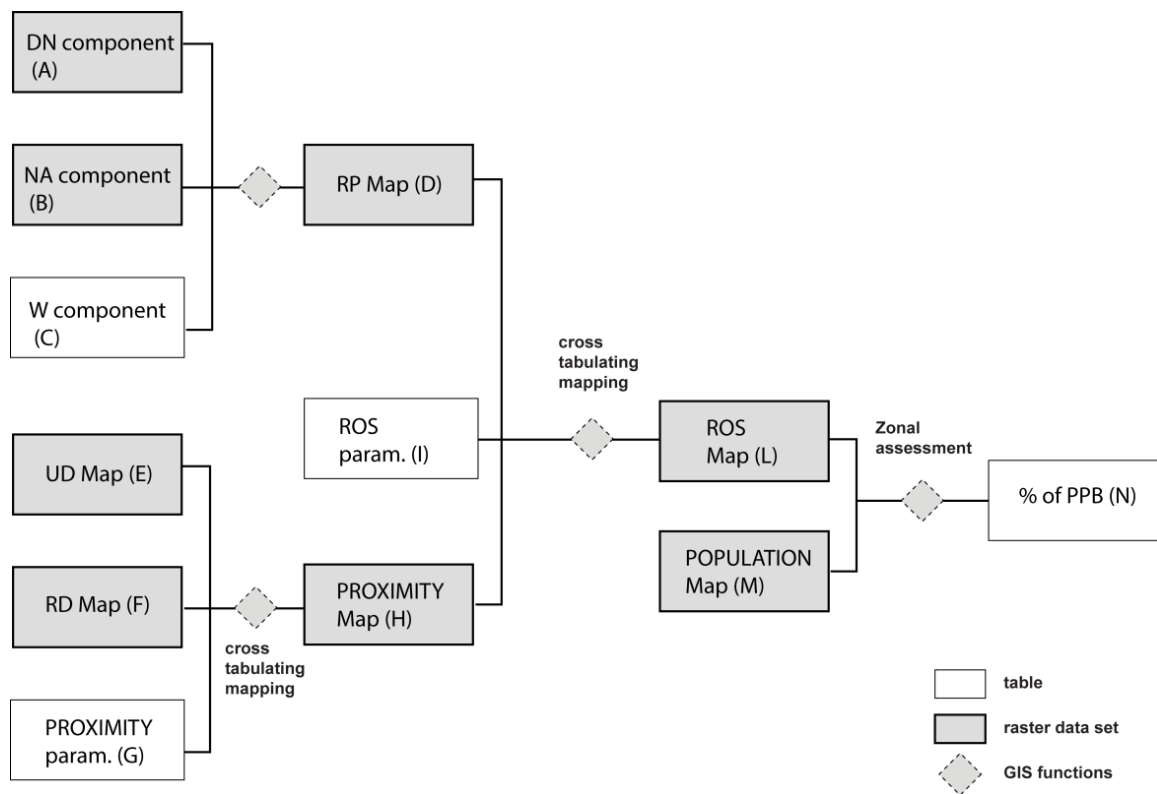 DN component
(A)
NA component
(B)
W component
(C)
RP Map (D)
UD Map (E)
RD Map (F)
PROXIMITY
param. (G)
cross
tabulating
mapping
PROXIMITY
Map (H)
ROS
param. (I)
cross
tabulating
mapping
ROS
Map (L)
POPULATION
Map (M)
Zonal
assessment
% of PPB (N)
table
raster data set
GIS functions